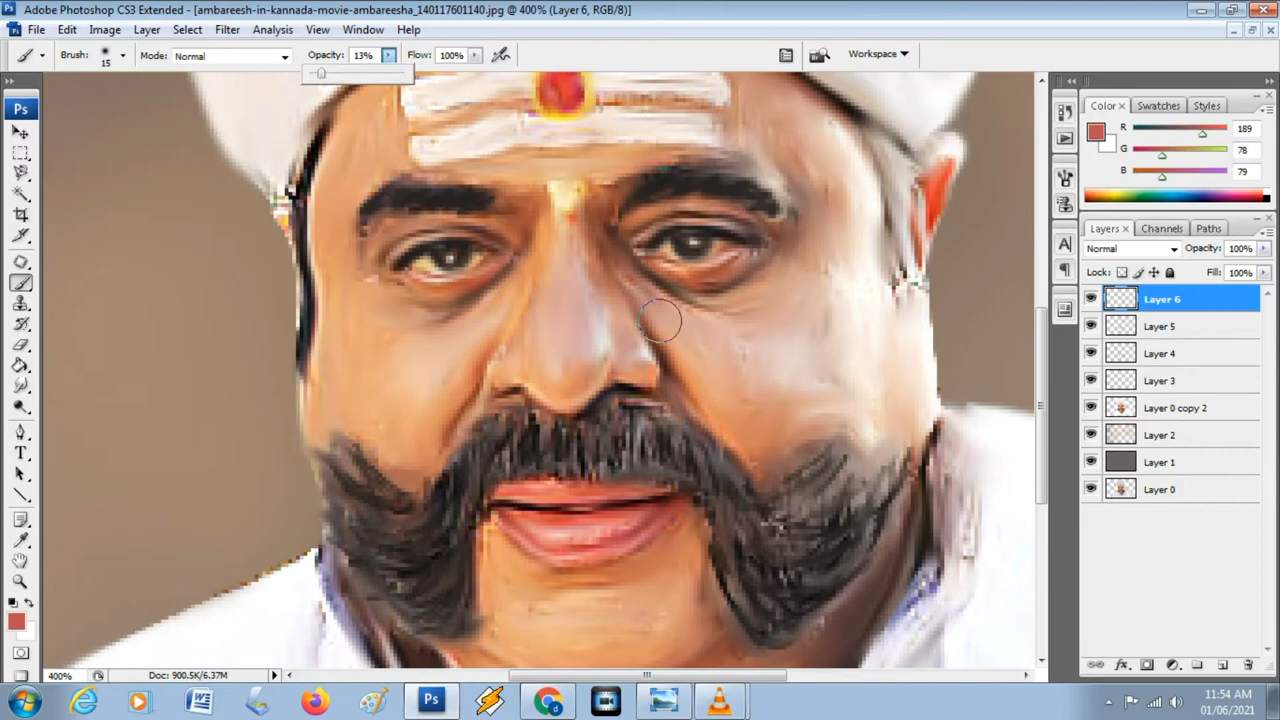 Ps Adobe Photoshop CS3 Extended - [ambareesh-in-kannada-movie-ambareesha_140117601140.jpg @ 400% (Layer 6, RGB/8)]
Ps File Edit Image Layer Select Filter Analysis View Window Help
Brush: 15 Mode: Normal Opacity: 13% Flow: 100% Workspace
Ps
T
Color Swatches Styles
R 189
G 78
B 79
Layers Channels Paths
Normal Opacity: 100%
Lock: Fill: 100%
Layer 6
Layer 5
Layer 4
Layer 3
Layer 0 copy 2
Layer 2
Layer 1
Layer 0
400% Doc: 900.5K/6.37M
Ps
11:54 AM
01/06/2021